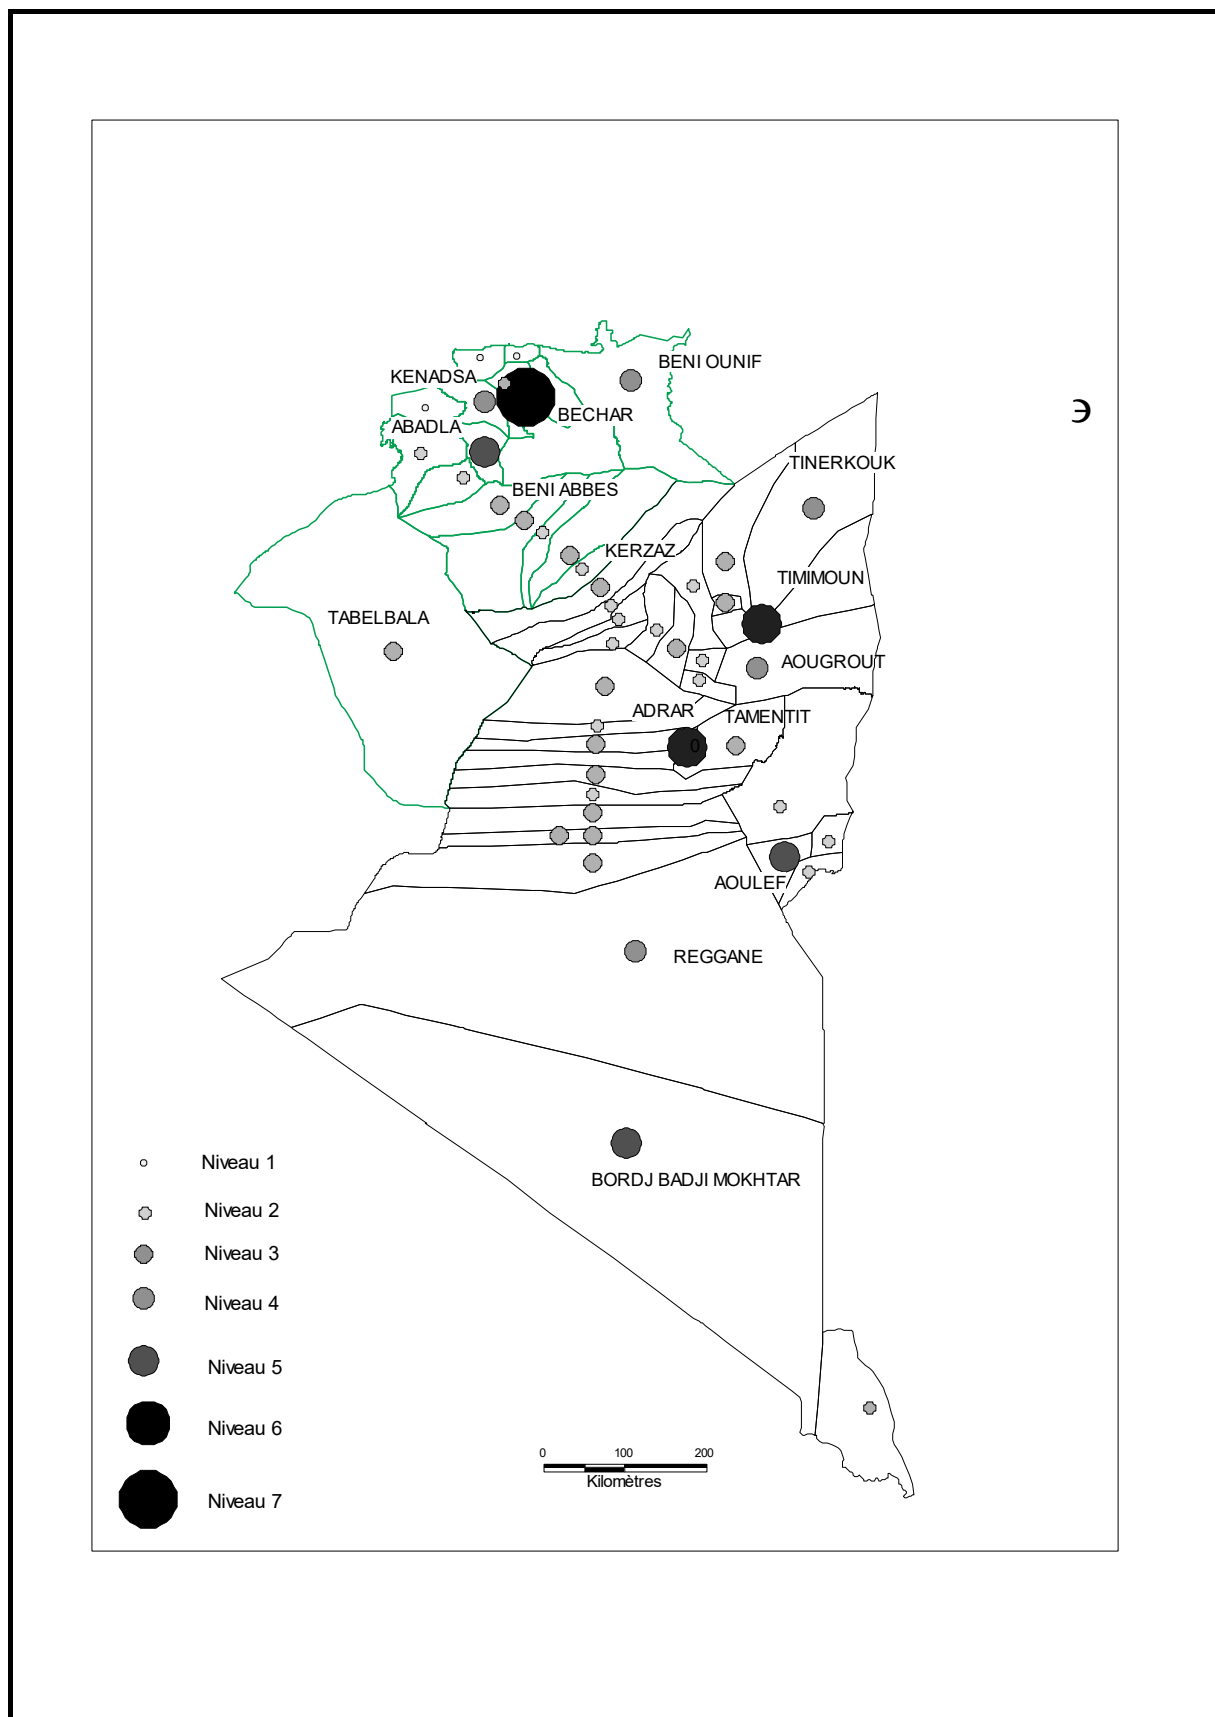 BENI OUNIF
KENADSA
BECHAR
ABADLA
TINERKOUK
BENI ABBES
KERZAZ
TIMIMOUN
TABELBALA
AOUGROUT
ADRAR
TAMENTIT
0
AOULEF
REGGANE
BORDJ BADJI MOKHTAR
Niveau 1
Niveau 2
Niveau 3
Niveau 4
Niveau 5
Niveau 6
Niveau 7
0 100 200
Kilomètres